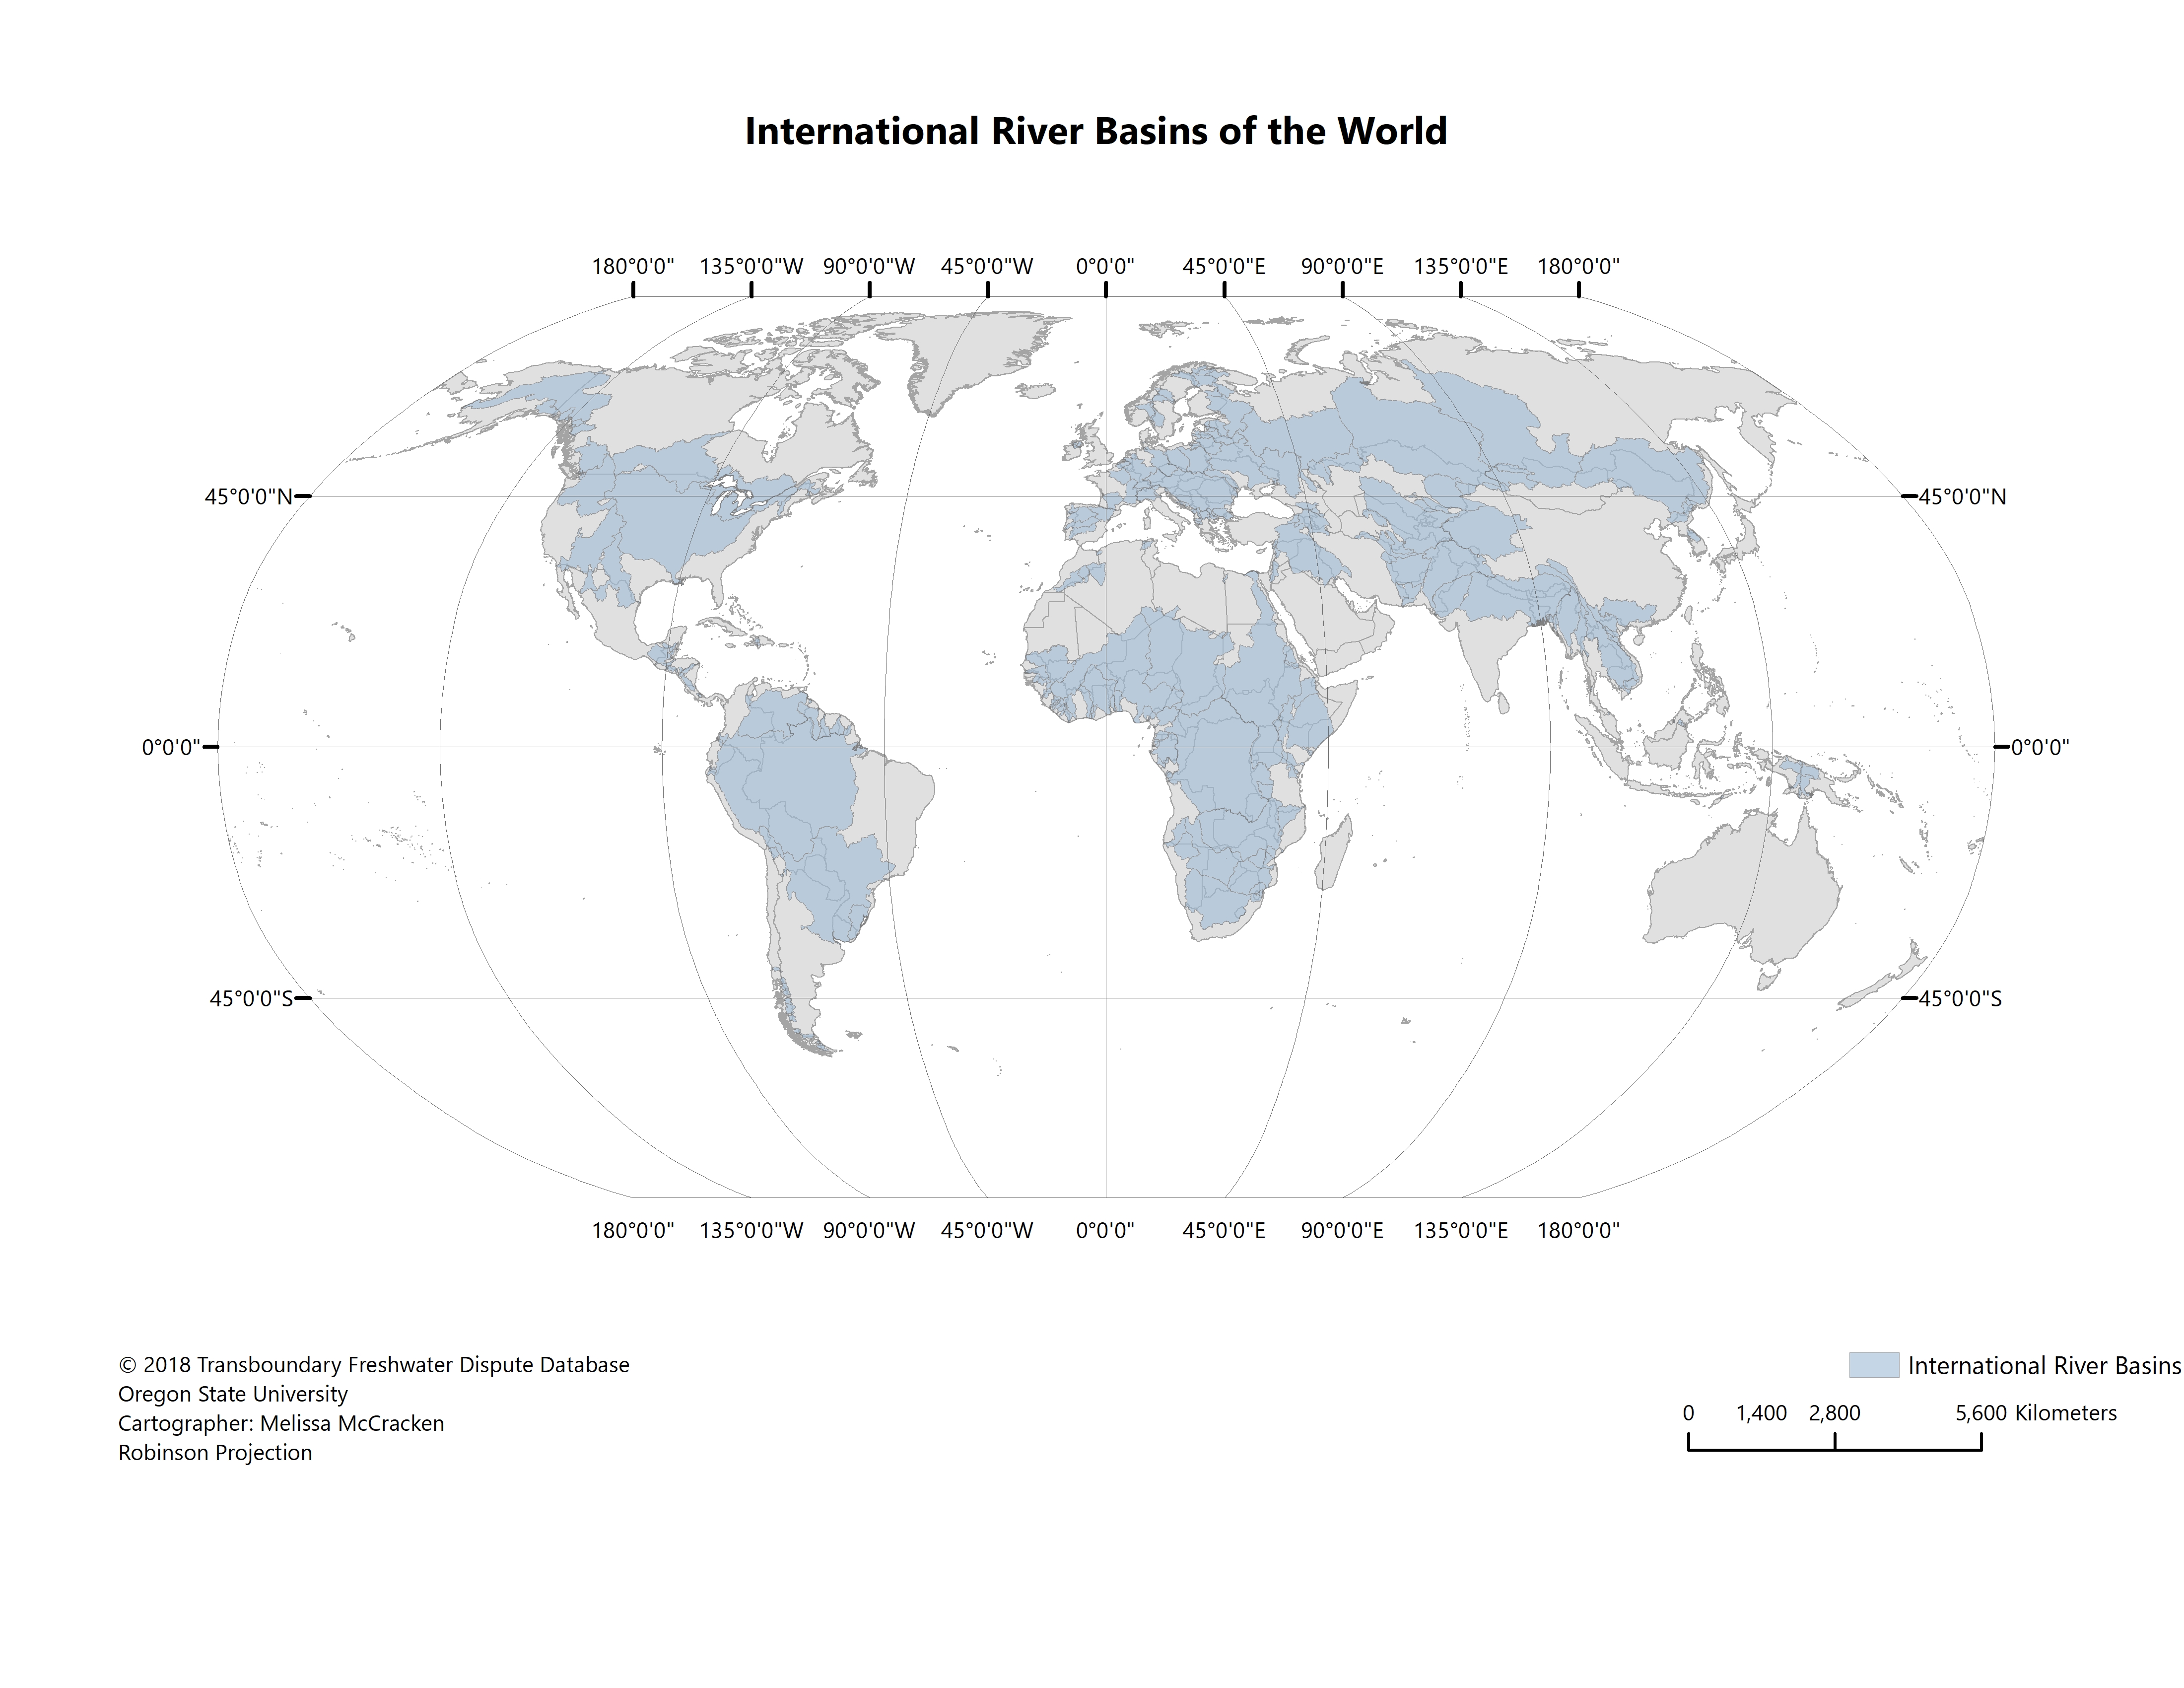 International River Basins of the World
180°0'0" 135°0'0"W 90°0'0"W 45°0'0"W 0°0'0" 45°0'0"E 90°0'0"E 135°0'0"E 180°0'0"
45°0'0"N 45°0'0"N
0°0'0" 0°0'0"
45°0'0"S 45°0'0"S
180°0'0" 135°0'0"W 90°0'0"W 45°0'0"W 0°0'0" 45°0'0"E 90°0'0"E 135°0'0"E 180°0'0"
© 2018 Transboundary Freshwater Dispute Database
Oregon State University
Cartographer: Melissa McCracken
Robinson Projection
International River Basins
0 1,400 2,800 5,600 Kilometers